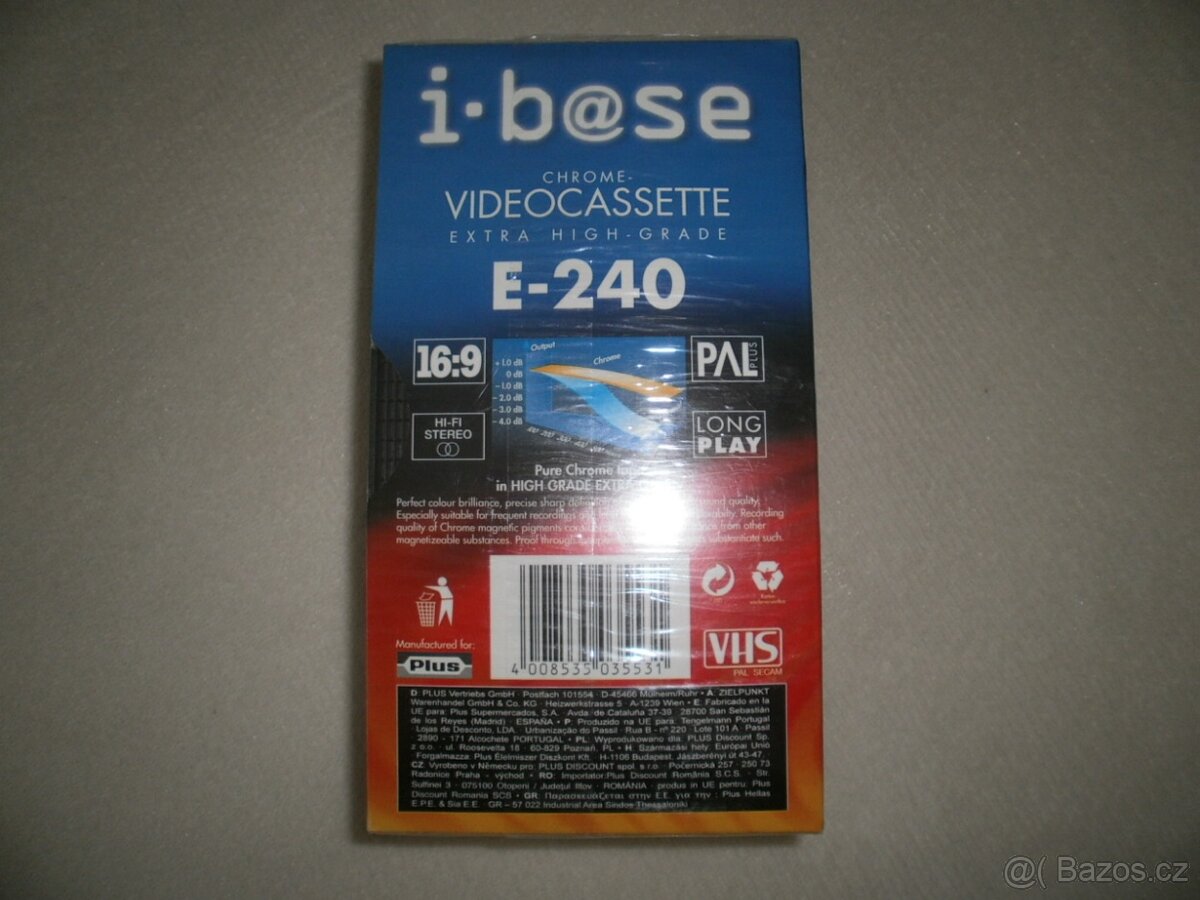 i·b@se
CHROME-
VIDEOCASSETTE
EXTRA HIGH-GRADE
E-240
16:9
Output
Chrome
+1.0 dB
0 dB
-1.0 dB
-2.0 dB
-3.0 dB
-4.0 dB
100 200 300 400
PAL PLUS
HI-FI
STEREO
LONG
PLAY
Pure Chrome
in HIGH GRADE EXTRA
Perfect colour brilliance, precise sharp sound quality.
Especially suitable for frequent recordings Recording
quality of Chrome magnetic pigments from other
magnetizeable substances. Proof through substantiate such.
Manufactured for:
Plus
4 008535 035531
VHS
PAL SECAM
D: PLUS Vertriebs GmbH · Postfach 101554 · D-45466 Mülheim/Ruhr • A: ZIELPUNKT
Warenhandel GmbH & Co. KG · Heizwerkstrasse 5 · A-1239 Wien • E: Fabricado en la
UE para: Plus Supermercados, S.A. · Avda. de Cataluña 37-39 · 28700 San Sebastián
de los Reyes (Madrid) · ESPAÑA • P: Produzido na UE para: Tengelmann Portugal
Lojas de Desconto, LDA. · Urbanização do Passil · Rua B - nº 220 · Lote 101 A · Passil
2890 - 171 Alcochete PORTUGAL • PL: Wyprodukowano dla: PLUS Discount Sp.
z o.o. · ul. Roosevelta 18 · 60-829 Poznań, PL • H: Származási hely: Európai Unio
Forgalmazza: Plus Élelmiszer Diszkont Kft. · H-1106 Budapest, Jászberényi út 43-47.
CZ: Vyrobeno v Německu pro: PLUS DISCOUNT spol. s r.o. · Počernická 257 · 250 73
Radonice Praha - východ • RO: Importator:Plus Discount România S.C.S. · Str.
Sulfinei 3 · 075100 Otopeni / Județul Ilfov · ROMÂNIA · produs in UE pentru: Plus
Discount Romania SCS • GR: Παρασκευάζεται στην Ε.Ε. για την : Plus Hellas
E.P.E. & Sia E.E. · GR – 57 022 Industrial Area Sindos Thessaloniki
@( Bazos.cz